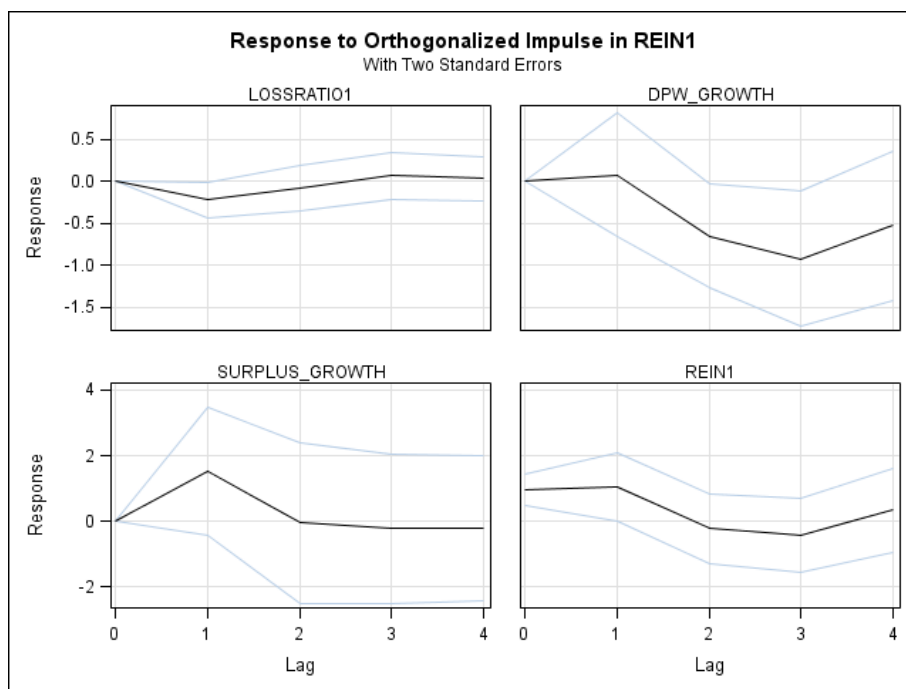 Response to Orthogonalized Impulse in REIN1
With Two Standard Errors
LOSSRATIO1
DPW_GROWTH
0.5
0.0
-0.5
-1.0
-1.5
Response
SURPLUS_GROWTH
REIN1
4
2
0
-2
Response
0 1 2 3 4
0 1 2 3 4
Lag
Lag